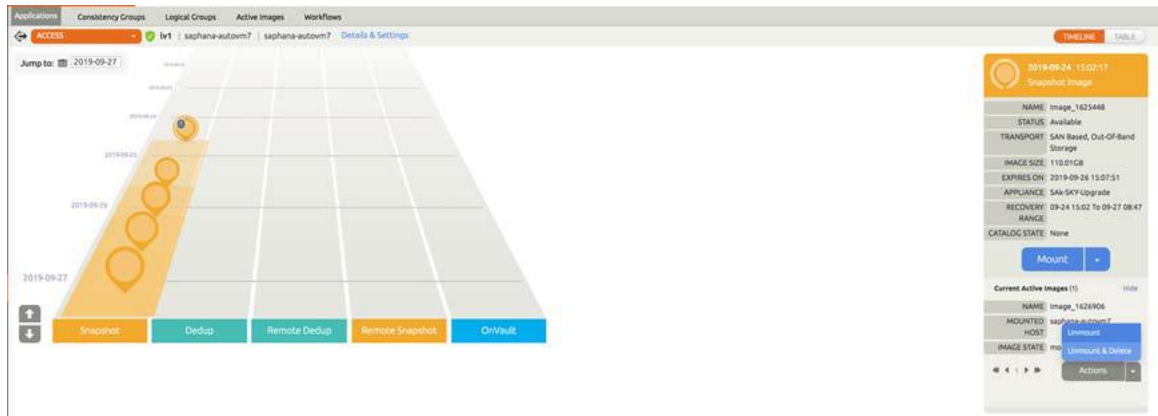 Applications Consistency Groups Logical Groups Active Images Workflows
ACCESS lv1 | saphana-autovm7 | saphana-autovm7 Details & Settings TIMELINE TABLE
Jump to: 2019-09-27
2019-09-25
2019-09-26
2019-09-27
Snapshot Dedup Remote Dedup Remote Snapshot OnVault
2019-09-24 15:02:17
Snapshot Image
NAME Image_1625448
STATUS Available
TRANSPORT SAN Based, Out-Of-Band
Storage
IMAGE SIZE 110.01GB
EXPIRES ON 2019-09-26 15:07:51
APPLIANCE SAk-SKY-Upgrade
RECOVERY RANGE 09-24 15:02 To 09-27 08:47
CATALOG STATE None
Mount
Current Active Images (1) Hide
NAME Image_1626906
MOUNTED HOST saphana-autovm7
Unmount
IMAGE STATE mo
Unmount & Delete
Actions